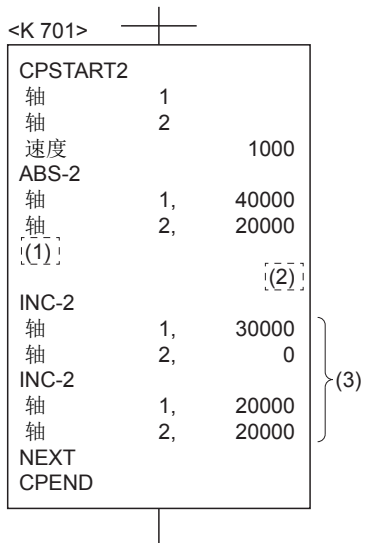 <K 701>
CPSTART2
轴 1
轴 2
速度 1000
ABS-2
轴 1, 40000
轴 2, 20000
(1)
(2)
INC-2
轴 1, 30000
轴 2, 0
INC-2
(3)
轴 1, 20000
轴 2, 20000
NEXT
CPEND